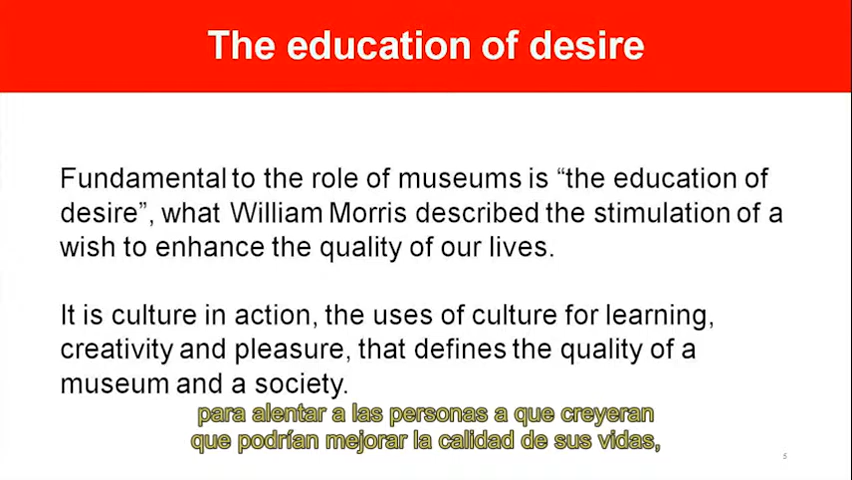 The education of desire
Fundamental to the role of museums is “the education of
desire”, what William Morris described the stimulation of a
wish to enhance the quality of our lives.
It is culture in action, the uses of culture for learning,
creativity and pleasure, that defines the quality of a
museum and a society.
para alentar a las personas a que creyeran
que podrían mejorar la calidad de sus vidas,
5